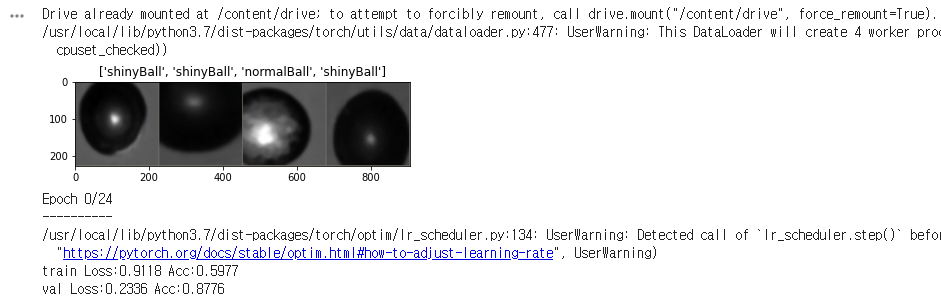 Drive already mounted at /content/drive; to attempt to forcibly remount, call drive.mount("/content/drive", force_remount=True).
/usr/local/lib/python3.7/dist-packages/torch/utils/data/dataloader.py:477: UserWarning: This DataLoader will create 4 worker proc
cpuset_checked))
['shinyBall', 'shinyBall', 'normalBall', 'shinyBall']
0
100
200
0 200 400 600 800
Epoch 0/24
----------
/usr/local/lib/python3.7/dist-packages/torch/optim/lr_scheduler.py:134: UserWarning: Detected call of `lr_scheduler.step()` befor
"https://pytorch.org/docs/stable/optim.html#how-to-adjust-learning-rate", UserWarning)
train Loss:0.9118 Acc:0.5977
val Loss:0.2336 Acc:0.8776